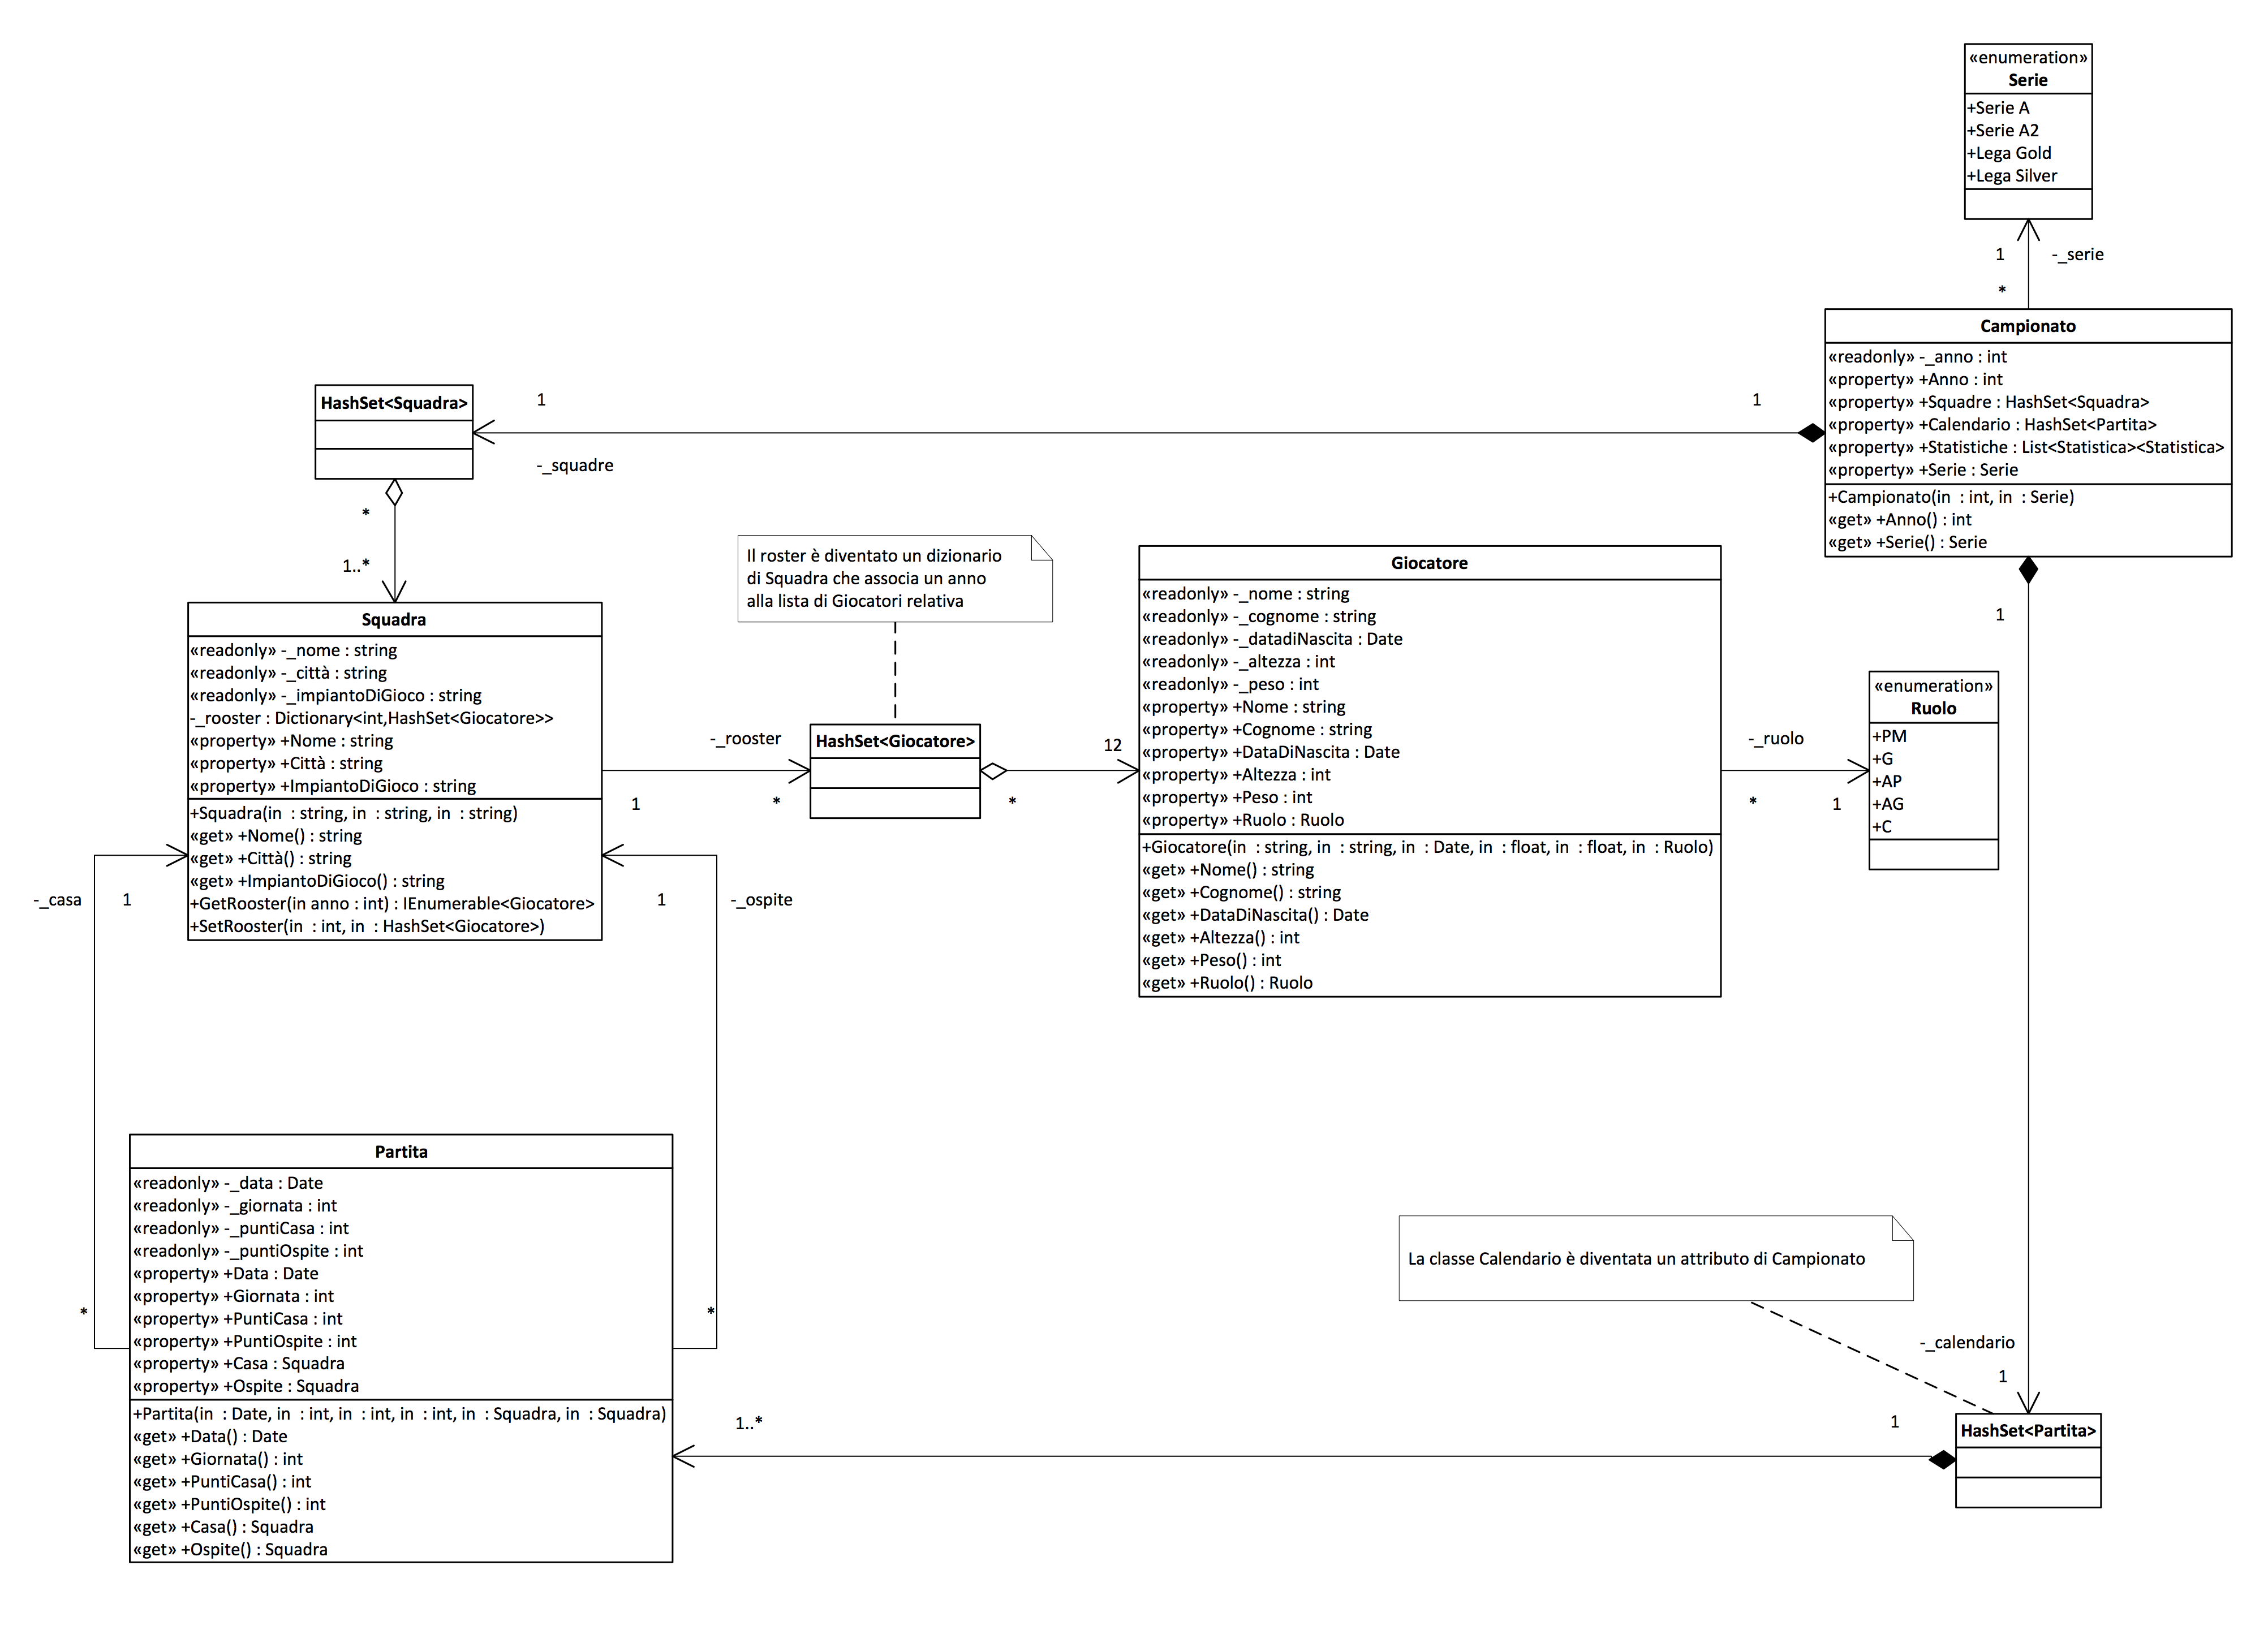 «enumeration»
Serie
+Serie A
+Serie A2
+Lega Gold
+Lega Silver
1
-_serie
*
Campionato
«readonly» -_anno : int
«property» +Anno : int
«property» +Squadre : HashSet<Squadra>
«property» +Calendario : HashSet<Partita>
«property» +Statistiche : List<Statistica><Statistica>
«property» +Serie : Serie
+Campionato(in  : int, in  : Serie)
«get» +Anno() : int
«get» +Serie() : Serie
HashSet<Squadra>
1
1
-_squadre
*
1..*
Il roster è diventato un dizionario
di Squadra che associa un anno
alla lista di Giocatori relativa
Squadra
«readonly» -_nome : string
«readonly» -_città : string
«readonly» -_impiantoDiGioco : string
-_rooster : Dictionary<int,HashSet<Giocatore>>
«property» +Nome : string
«property» +Città : string
«property» +ImpiantoDiGioco : string
+Squadra(in  : string, in  : string, in  : string)
«get» +Nome() : string
«get» +Città() : string
«get» +ImpiantoDiGioco() : string
+GetRooster(in anno : int) : IEnumerable<Giocatore>
+SetRooster(in  : int, in  : HashSet<Giocatore>)
-_rooster
1
*
HashSet<Giocatore>
12
*
Giocatore
«readonly» -_nome : string
«readonly» -_cognome : string
«readonly» -_datadiNascita : Date
«readonly» -_altezza : int
«readonly» -_peso : int
«property» +Nome : string
«property» +Cognome : string
«property» +DataDiNascita : Date
«property» +Altezza : int
«property» +Peso : int
«property» +Ruolo : Ruolo
+Giocatore(in  : string, in  : string, in  : Date, in  : float, in  : float, in  : Ruolo)
«get» +Nome() : string
«get» +Cognome() : string
«get» +DataDiNascita() : Date
«get» +Altezza() : int
«get» +Peso() : int
«get» +Ruolo() : Ruolo
-_ruolo
*
1
«enumeration»
Ruolo
+PM
+G
+AP
+AG
+C
1
-_casa
1
1
-_ospite
*
*
Partita
«readonly» -_data : Date
«readonly» -_giornata : int
«readonly» -_puntiCasa : int
«readonly» -_puntiOspite : int
«property» +Data : Date
«property» +Giornata : int
«property» +PuntiCasa : int
«property» +PuntiOspite : int
«property» +Casa : Squadra
«property» +Ospite : Squadra
+Partita(in  : Date, in  : int, in  : int, in  : int, in  : Squadra, in  : Squadra)
«get» +Data() : Date
«get» +Giornata() : int
«get» +PuntiCasa() : int
«get» +PuntiOspite() : int
«get» +Casa() : Squadra
«get» +Ospite() : Squadra
La classe Calendario è diventata un attributo di Campionato
-_calendario
1
1..*
1
HashSet<Partita>